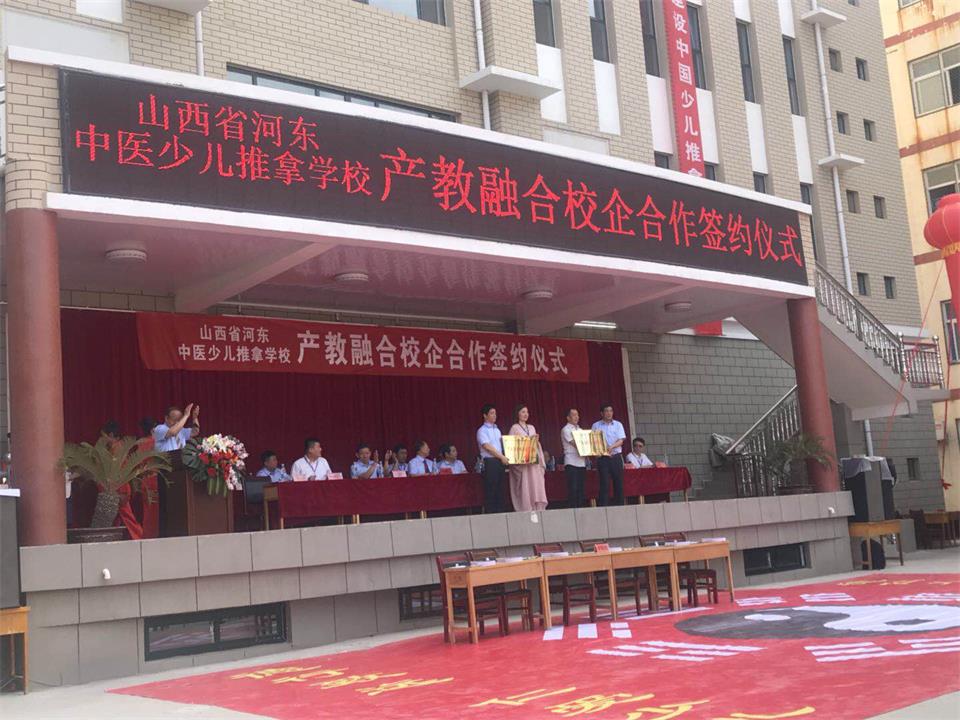 建设中国少儿推拿
山西省河东
中医少儿推拿学校 产教融合校企合作签约仪式
山西省河东
中医少儿推拿学校 产教融合校企合作签约仪式